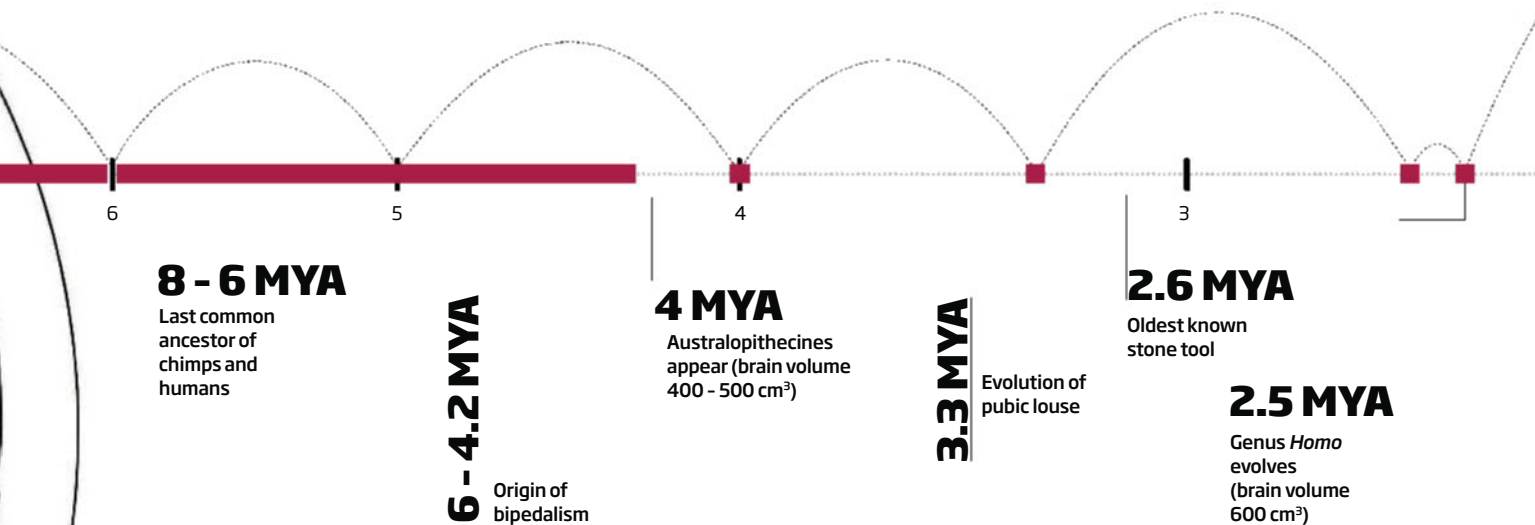 6
5
4
3
8 - 6 MYA
Last common
ancestor of
chimps and
humans
6 - 4.2 MYA
Origin of
bipedalism
4 MYA
Australopithecines
appear (brain volume
400 - 500 cm³)
3.3 MYA
Evolution of
pubic louse
2.6 MYA
Oldest known
stone tool
2.5 MYA
Genus Homo
evolves
(brain volume
600 cm³)